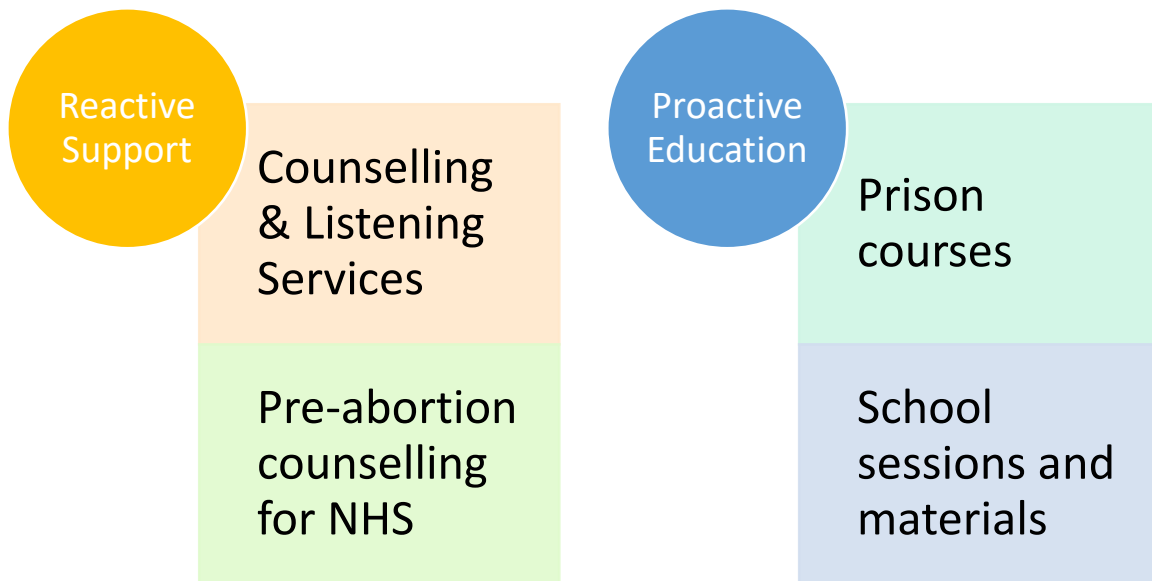 Reactive
Support
Counselling
& Listening
Services
Pre-abortion
counselling
for NHS
Proactive
Education
Prison
courses
School
sessions and
materials